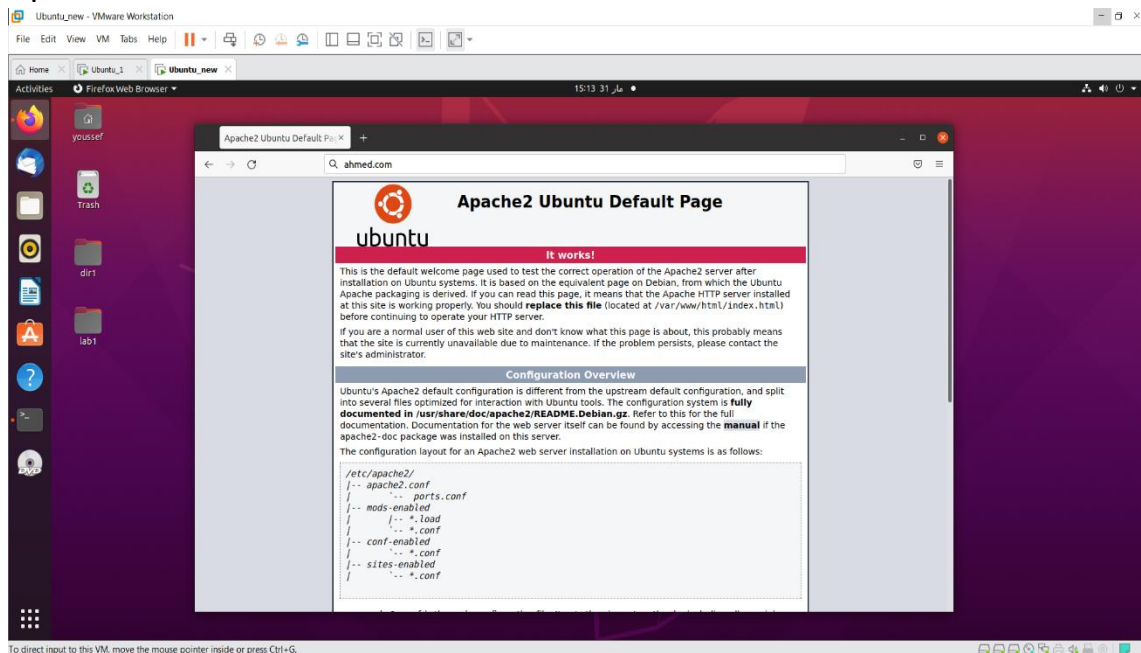 Ubuntu_new - VMware Workstation
File Edit View VM Tabs Help
Home Ubuntu_1 Ubuntu_new
Activities Firefox Web Browser 15:13 31 مار
youssef
Trash
dir1
lab1
Apache2 Ubuntu Default Pag
ahmed.com
ubuntu
Apache2 Ubuntu Default Page
It works!
This is the default welcome page used to test the correct operation of the Apache2 server after
installation on Ubuntu systems. It is based on the equivalent page on Debian, from which the Ubuntu
Apache packaging is derived. If you can read this page, it means that the Apache HTTP server installed
at this site is working properly. You should replace this file (located at /var/www/html/index.html)
before continuing to operate your HTTP server.
If you are a normal user of this web site and don't know what this page is about, this probably means
that the site is currently unavailable due to maintenance. If the problem persists, please contact the
site's administrator.
Configuration Overview
Ubuntu's Apache2 default configuration is different from the upstream default configuration, and split
into several files optimized for interaction with Ubuntu tools. The configuration system is fully
documented in /usr/share/doc/apache2/README.Debian.gz. Refer to this for the full
documentation. Documentation for the web server itself can be found by accessing the manual if the
apache2-doc package was installed on this server.
The configuration layout for an Apache2 web server installation on Ubuntu systems is as follows:
/etc/apache2/
|-- apache2.conf
|       `--  ports.conf
|-- mods-enabled
|       |-- *.load
|       `-- *.conf
|-- conf-enabled
|       `-- *.conf
|-- sites-enabled
|       `-- *.conf
To direct input to this VM, move the mouse pointer inside or press Ctrl+G.